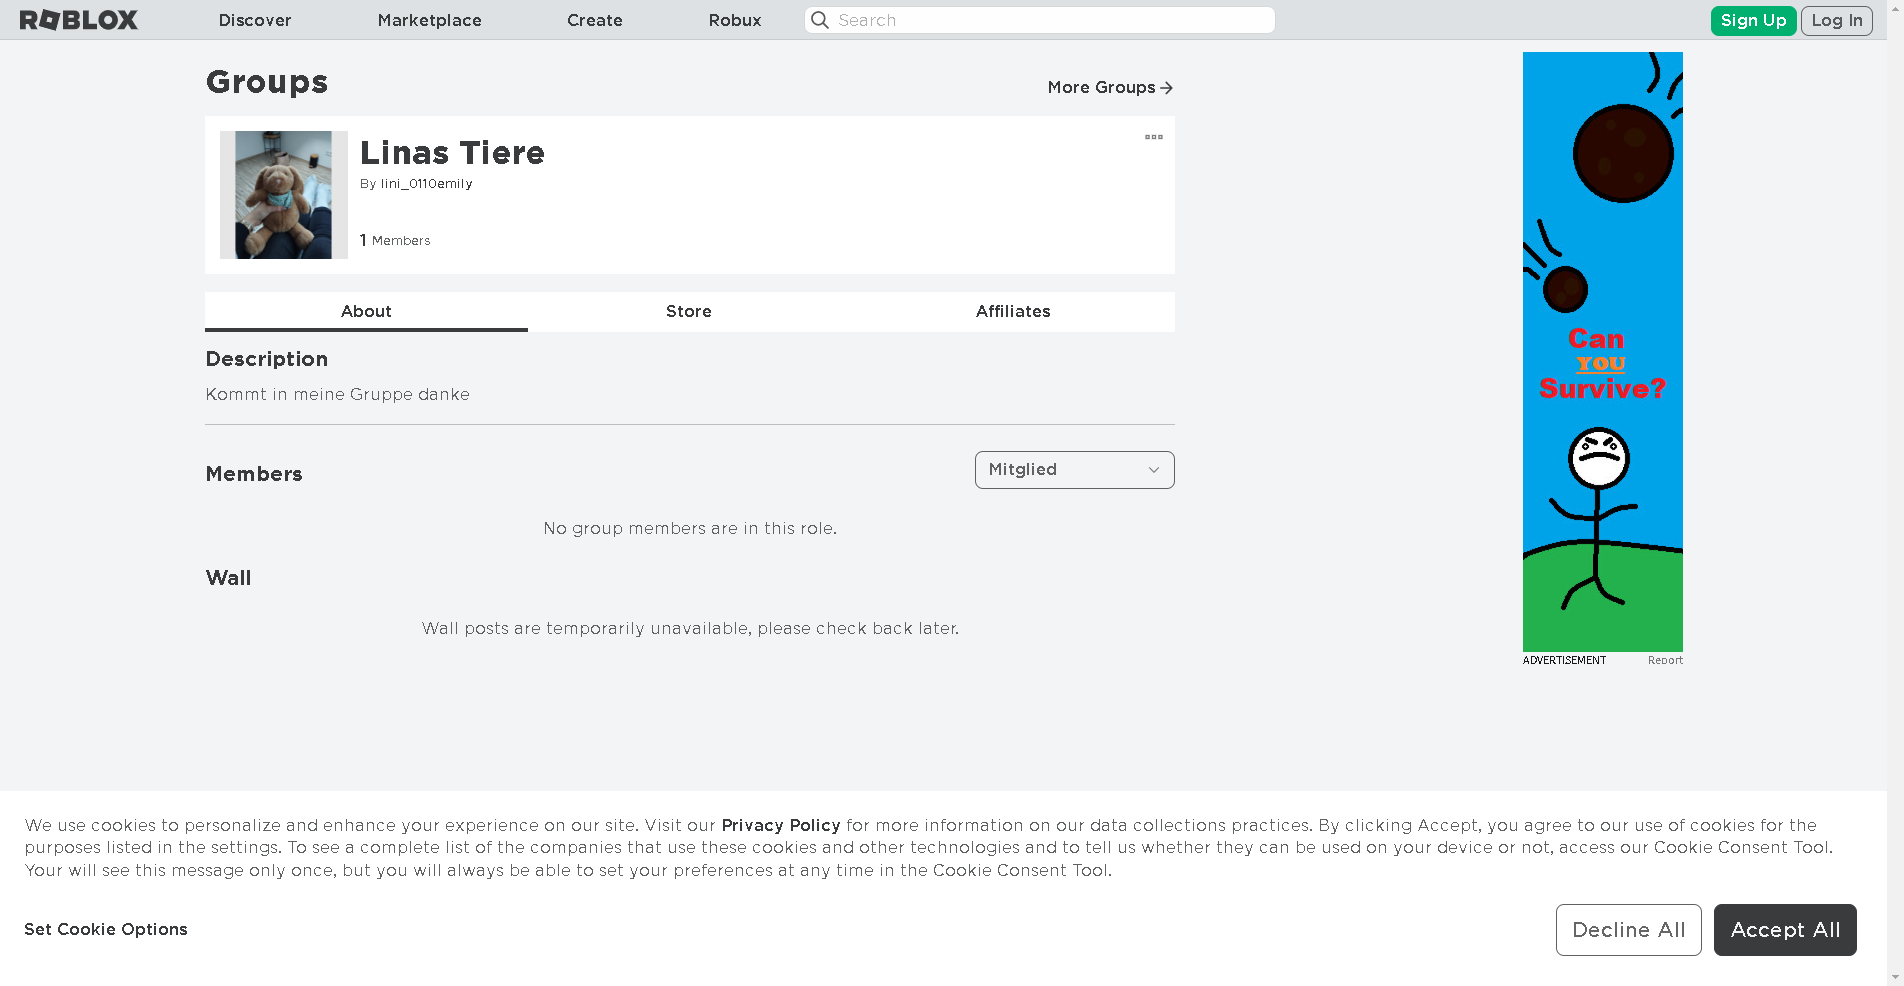 ROBLOX
Discover
Marketplace
Create
Robux
Search
Sign Up
Log In
Groups
More Groups
Linas Tiere
By lini_0110emily
1 Members
About
Store
Affiliates
Description
Kommt in meine Gruppe danke
Members
Mitglied
No group members are in this role.
Wall
Wall posts are temporarily unavailable, please check back later.
Can
YOU
Survive?
ADVERTISEMENT
Report
We use cookies to personalize and enhance your experience on our site. Visit our Privacy Policy for more information on our data collections practices. By clicking Accept, you agree to our use of cookies for the
purposes listed in the settings. To see a complete list of the companies that use these cookies and other technologies and to tell us whether they can be used on your device or not, access our Cookie Consent Tool.
Your will see this message only once, but you will always be able to set your preferences at any time in the Cookie Consent Tool.
Set Cookie Options
Decline All
Accept All